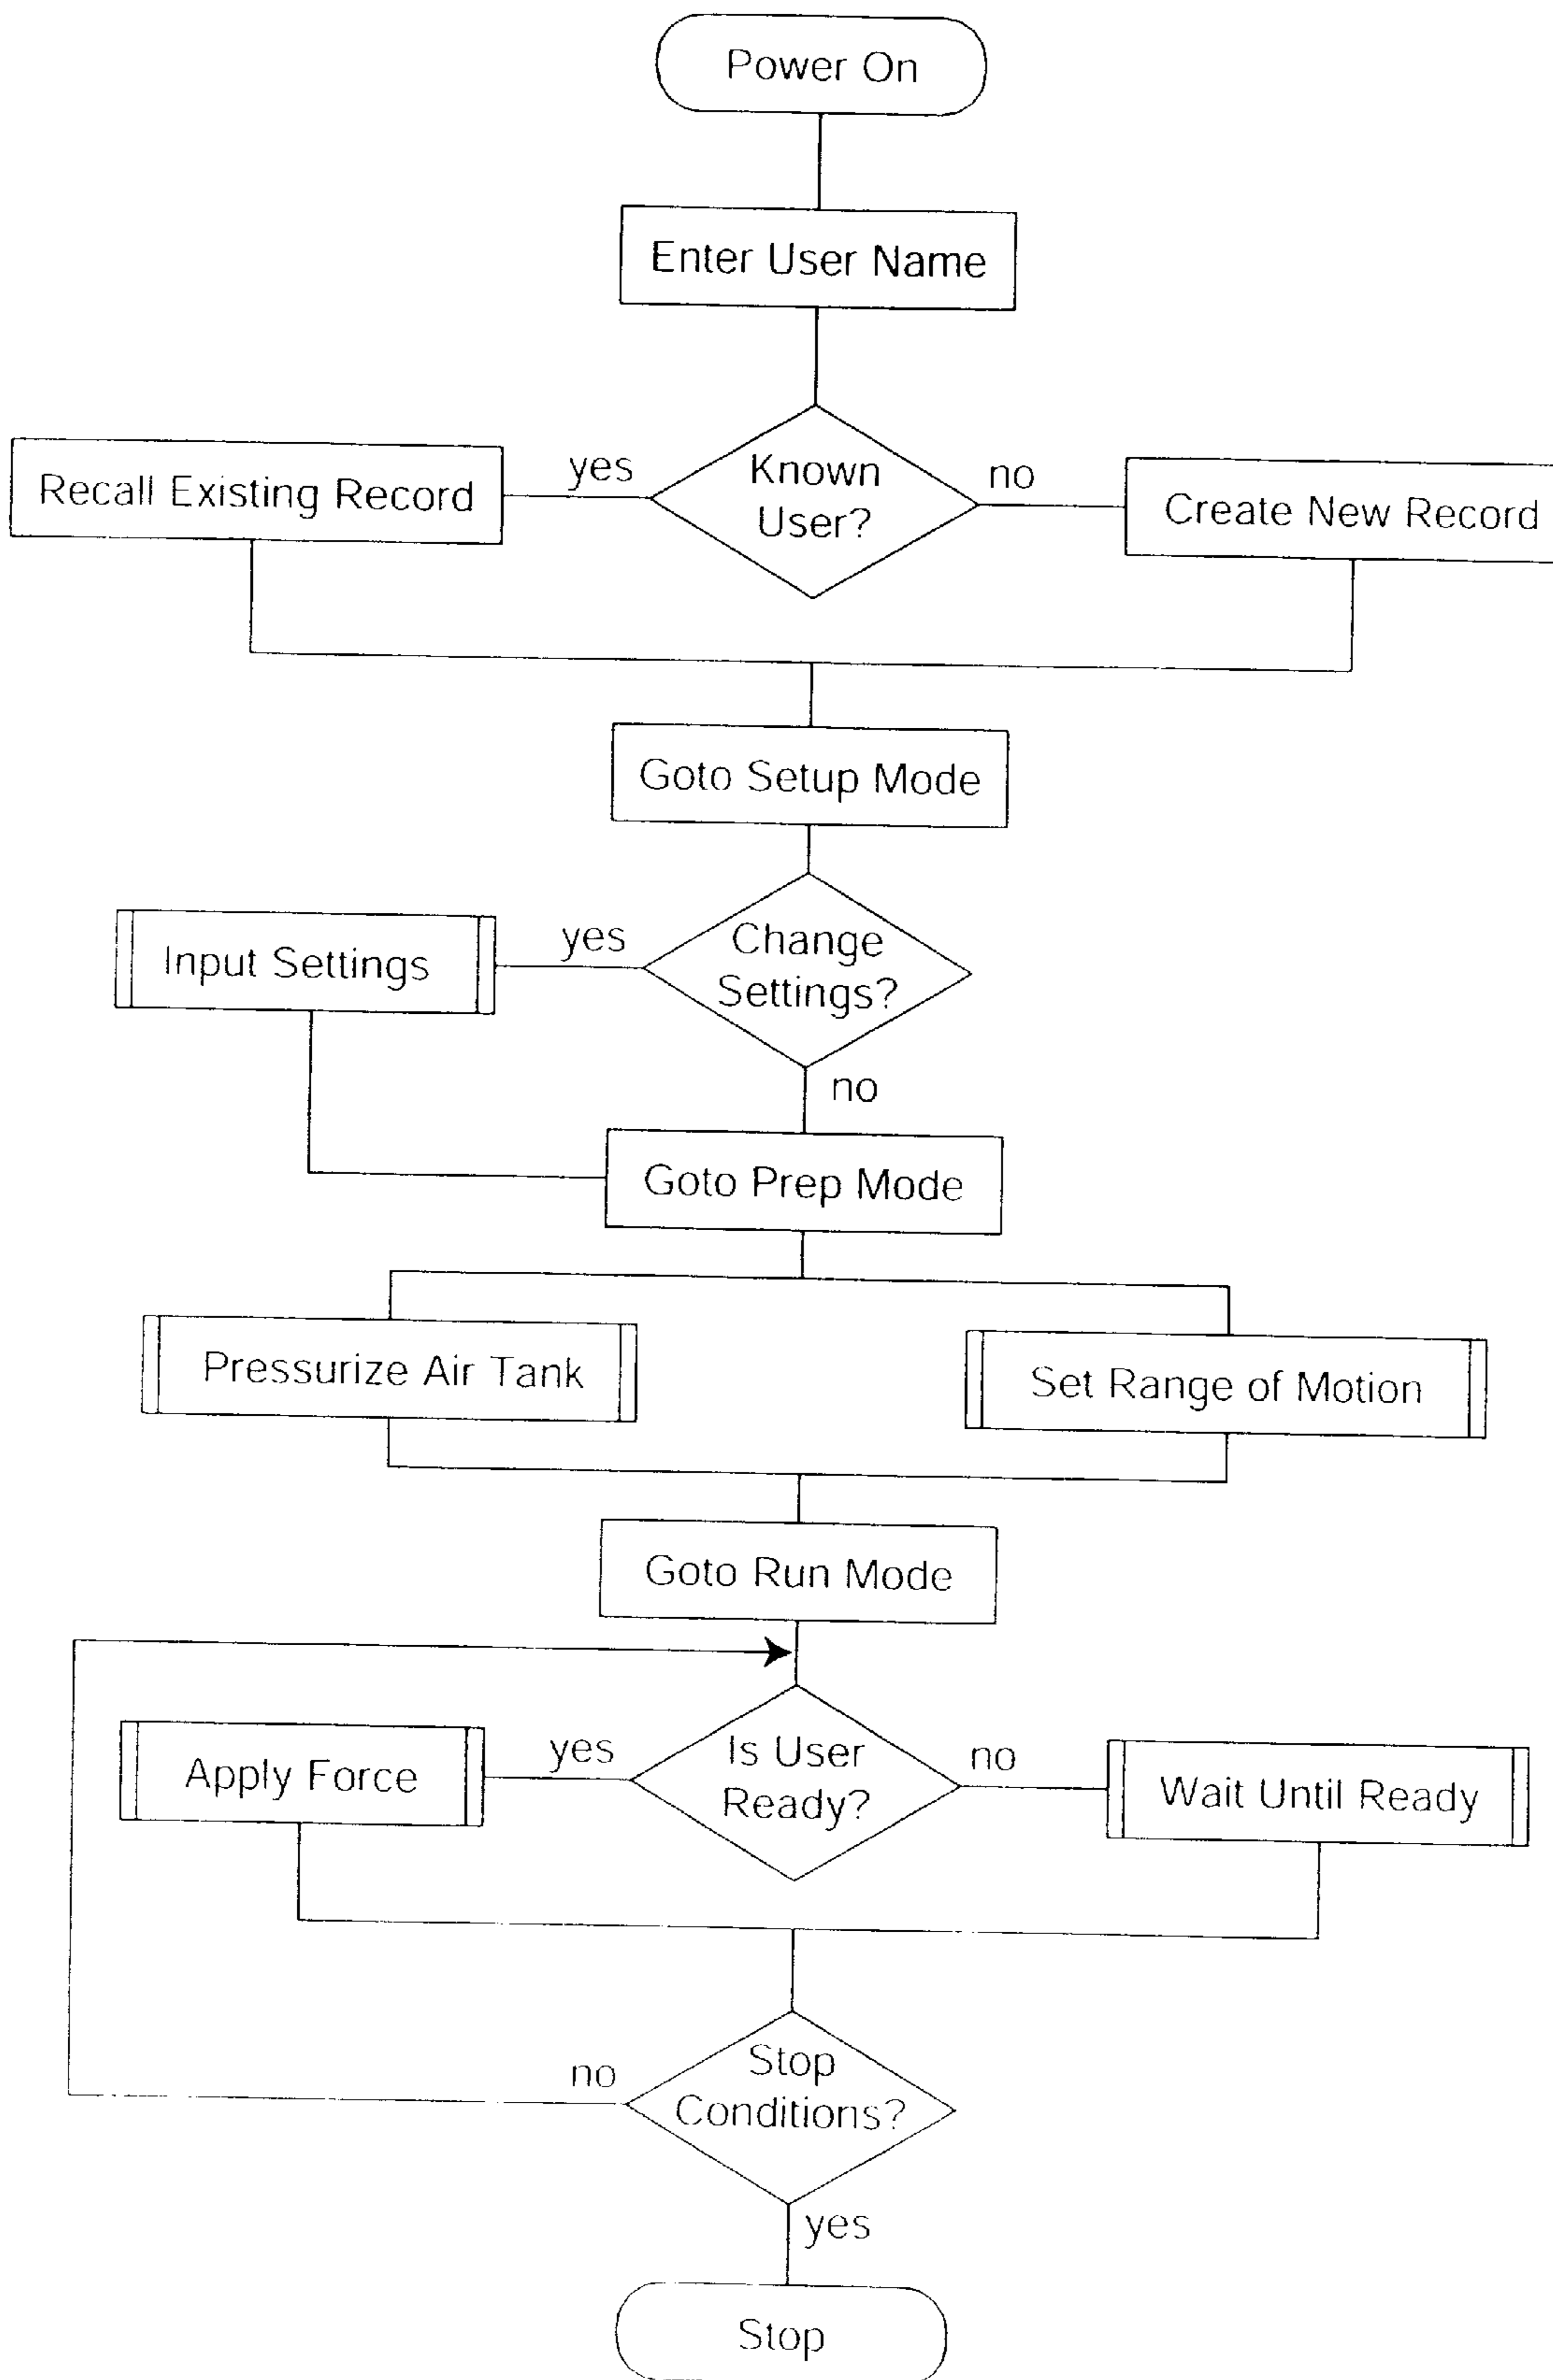 Power On
Enter User Name
Recall Existing Record
yes
Known
User?
no
Create New Record
Goto Setup Mode
Input Settings
yes
Change
Settings?
no
Goto Prep Mode
Pressurize Air Tank
Set Range of Motion
Goto Run Mode
Apply Force
yes
Is User
Ready?
no
Wait Until Ready
no
Stop
Conditions?
yes
Stop